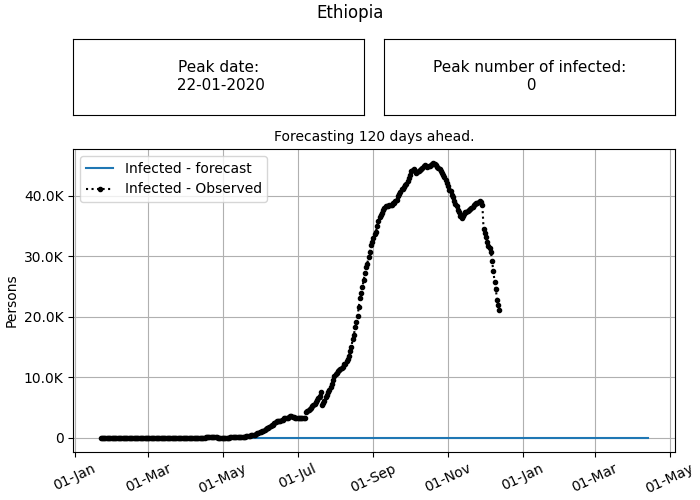 Ethiopia
Peak date:
22-01-2020
Peak number of infected:
0
Forecasting 120 days ahead.
Infected - forecast
Infected - Observed
Persons
40.0K
30.0K
20.0K
10.0K
0
01-Jan
01-Mar
01-May
01-Jul
01-Sep
01-Nov
01-Jan
01-Mar
01-May